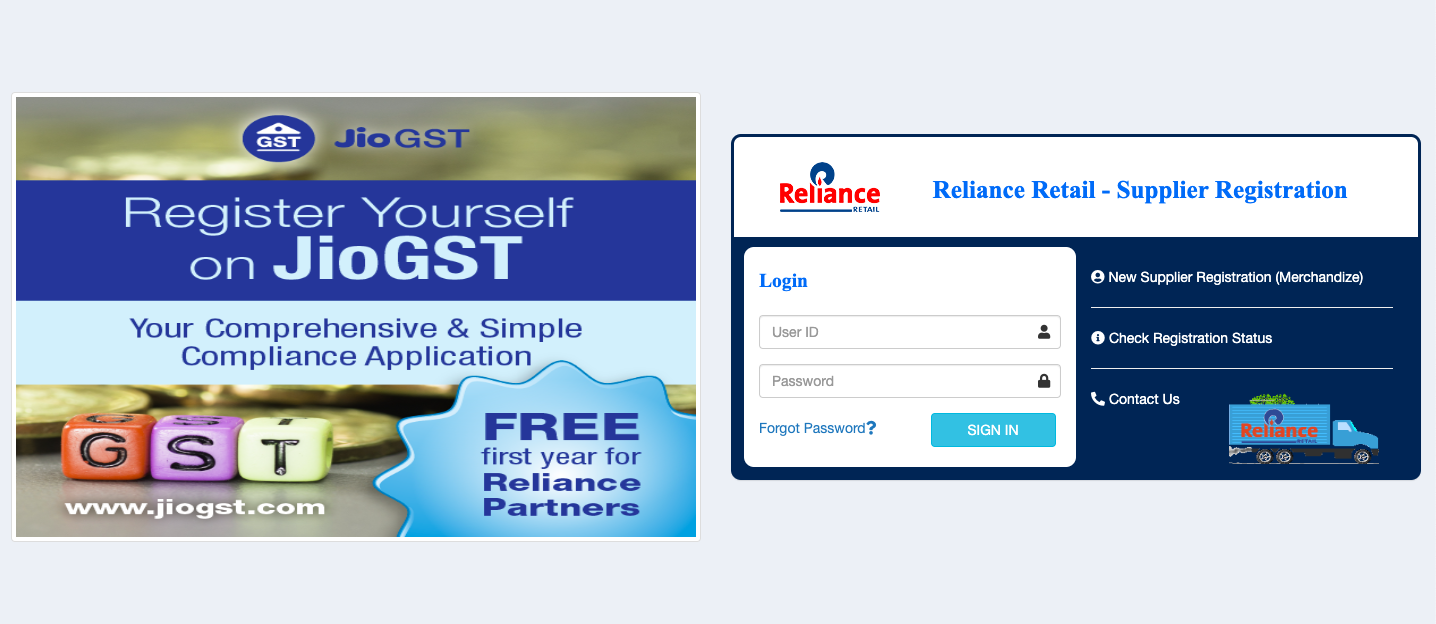 GST JioGST
Register Yourself
on JioGST
Your Comprehensive & Simple
Compliance Application
G S T
FREE
first year for
Reliance
Partners
www.jiogst.com
Reliance
RETAIL
Reliance Retail - Supplier Registration
Login
User ID
Password
Forgot Password?
SIGN IN
New Supplier Registration (Merchandize)
Check Registration Status
Contact Us
Reliance
RETAIL